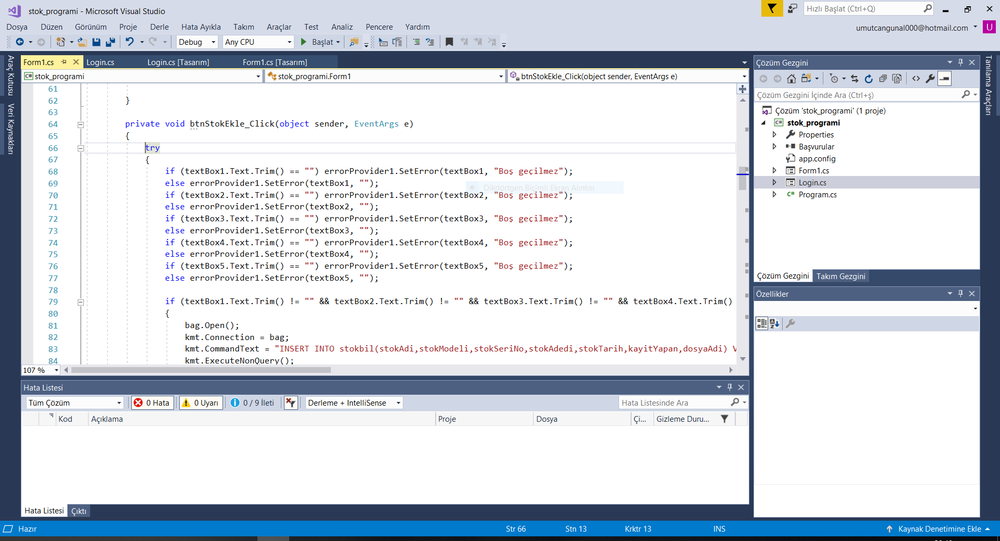 stok_programi - Microsoft Visual Studio
Hızlı Başlat (Ctrl+Q)
Dosya Düzen Görünüm Proje Derle Hata Ayıkla Takım Araçlar Test Analiz Pencere Yardım
umutcangunal000@hotmail.com U
Debug Any CPU Başlat
Araç Kutusu
Veri Kaynakları
Form1.cs Login.cs Login.cs [Tasarım] Form1.cs [Tasarım]
C# stok_programi stok_programi.Form1 btnStokEkle_Click(object sender, EventArgs e)
61
62 }
63
64 private void btnStokEkle_Click(object sender, EventArgs e)
65 {
66 try
67 {
68 if (textBox1.Text.Trim() == "") errorProvider1.SetError(textBox1, "Boş geçilmez");
69 else errorProvider1.SetError(textBox1, "");
Dikdörtgen Biçimli Ekran Alıntısı
70 if (textBox2.Text.Trim() == "") errorProvider1.SetError(textBox2, "Boş geçilmez");
71 else errorProvider1.SetError(textBox2, "");
72 if (textBox3.Text.Trim() == "") errorProvider1.SetError(textBox3, "Boş geçilmez");
73 else errorProvider1.SetError(textBox3, "");
74 if (textBox4.Text.Trim() == "") errorProvider1.SetError(textBox4, "Boş geçilmez");
75 else errorProvider1.SetError(textBox4, "");
76 if (textBox5.Text.Trim() == "") errorProvider1.SetError(textBox5, "Boş geçilmez");
77 else errorProvider1.SetError(textBox5, "");
78
79 if (textBox1.Text.Trim() != "" && textBox2.Text.Trim() != "" && textBox3.Text.Trim() != "" && textBox4.Text.Trim()
80 {
81 bag.Open();
82 kmt.Connection = bag;
83 kmt.CommandText = "INSERT INTO stokbil(stokAdi,stokModeli,stokSeriNo,stokAdedi,stokTarih,kayitYapan,dosyaAdi) V
84 kmt.ExecuteNonQuery();
107 %
Hata Listesi
Tüm Çözüm 0 Hata 0 Uyarı 0 / 9 İleti Derleme + IntelliSense Hata Listesinde Ara
Kod Açıklama Proje Dosya Çi... Gizleme Duru...
Hata Listesi Çıktı
Çözüm Gezgini
Çözüm Gezgini İçinde Ara (Ctrl+ş)
Çözüm 'stok_programi' (1 proje)
C# stok_programi
Properties
Başvurular
app.config
Form1.cs
Login.cs
C# Program.cs
Çözüm Gezgini Takım Gezgini
Özellikler
Tanılama Araçları
Hazır Str 66 Stn 13 Krktr 13 INS Kaynak Denetimine Ekle